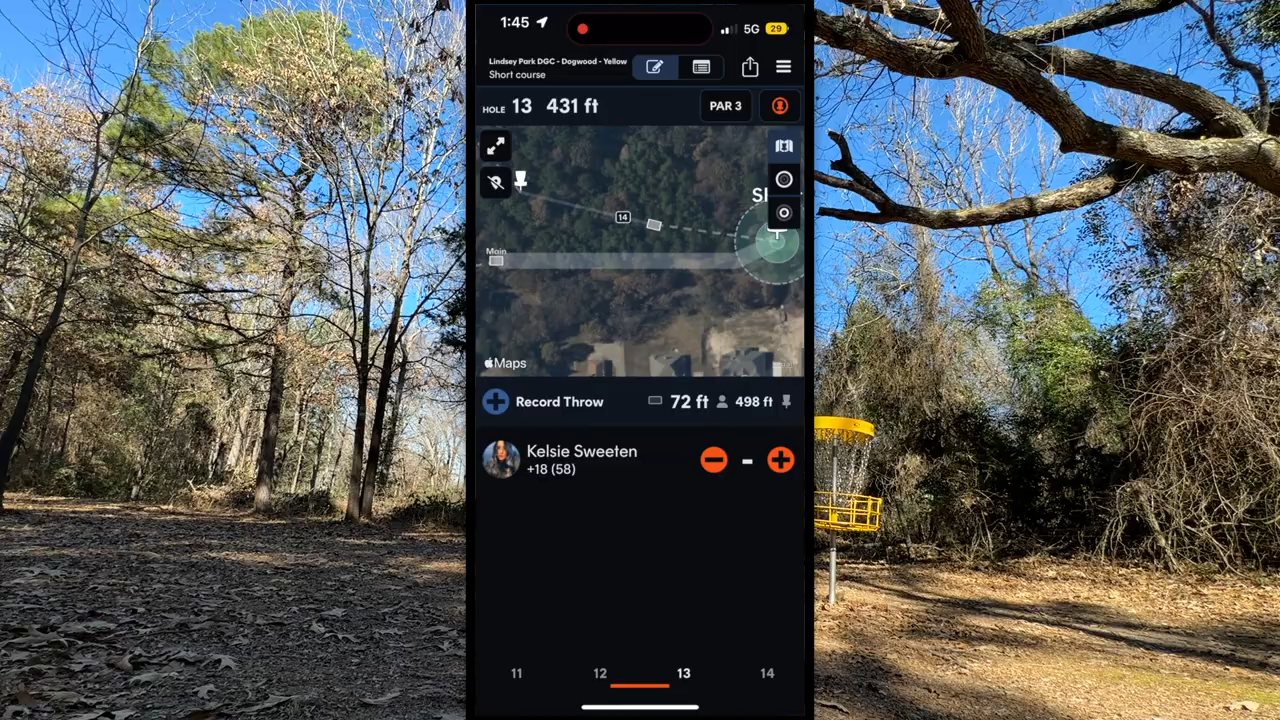 1:45
5G
29
Lindsey Park DGC - Dogwood - Yellow
Short course
HOLE 13 431 ft
PAR 3
14
Main
Maps
Record Throw
72 ft
498 ft
Kelsie Sweeten
+18 (58)
-
11
12
13
14